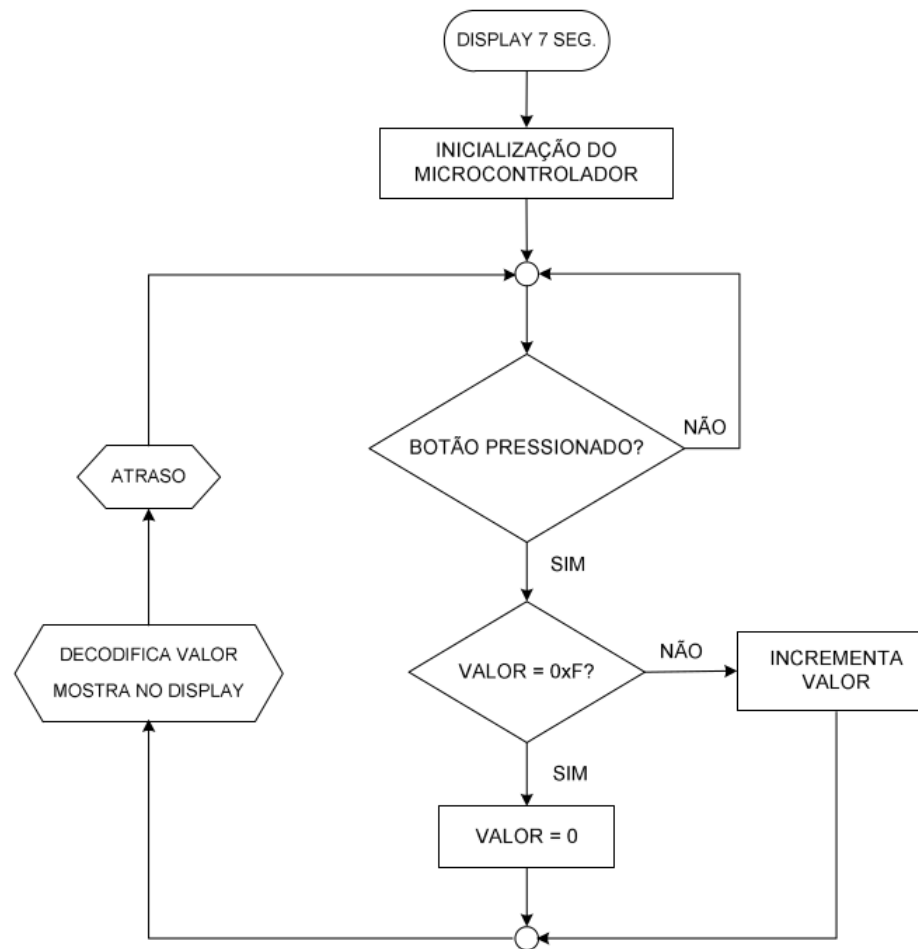 DISPLAY 7 SEG.
INICIALIZAÇÃO DO
MICROCONTROLADOR
BOTÃO PRESSIONADO?
NÃO
ATRASO
SIM
DECODIFICA VALOR
MOSTRA NO DISPLAY
VALOR = 0xF?
NÃO
INCREMENTA
VALOR
SIM
VALOR = 0